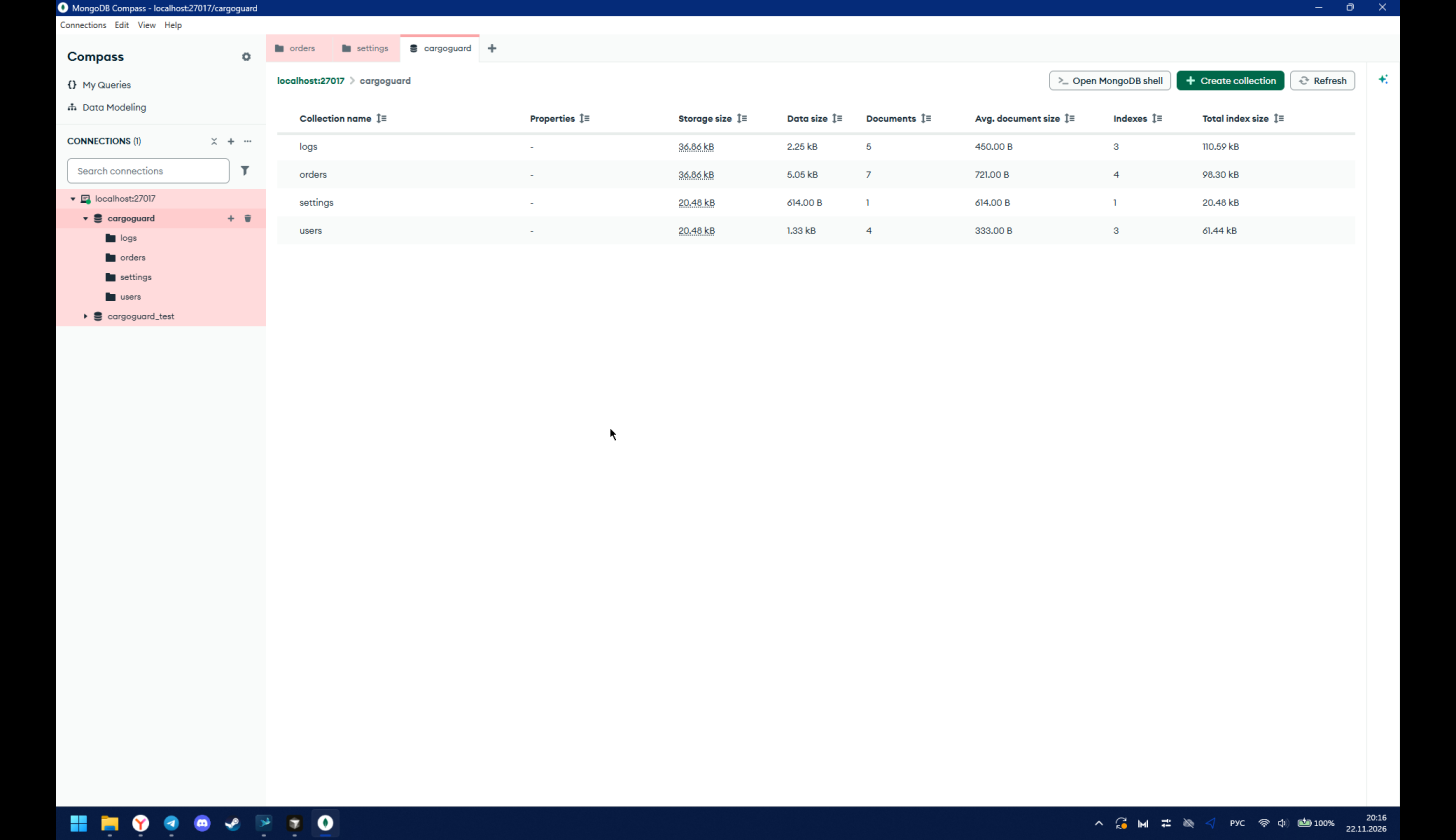 MongoDB Compass - localhost:27017/cargoguard
Connections Edit View Help
Compass
My Queries
Data Modeling
CONNECTIONS (1)
Search connections
localhost:27017
cargoguard
logs
orders
settings
users
cargoguard_test
orders settings cargoguard
localhost:27017 > cargoguard
>_ Open MongoDB shell + Create collection Refresh
Collection name Properties Storage size Data size Documents Avg. document size Indexes Total index size
logs - 36.86 kB 2.25 kB 5 450.00 B 3 110.59 kB
orders - 36.86 kB 5.05 kB 7 721.00 B 4 98.30 kB
settings - 20.48 kB 614.00 B 1 614.00 B 1 20.48 kB
users - 20.48 kB 1.33 kB 4 333.00 B 3 61.44 kB
РУС 100% 20:16
22.11.2026